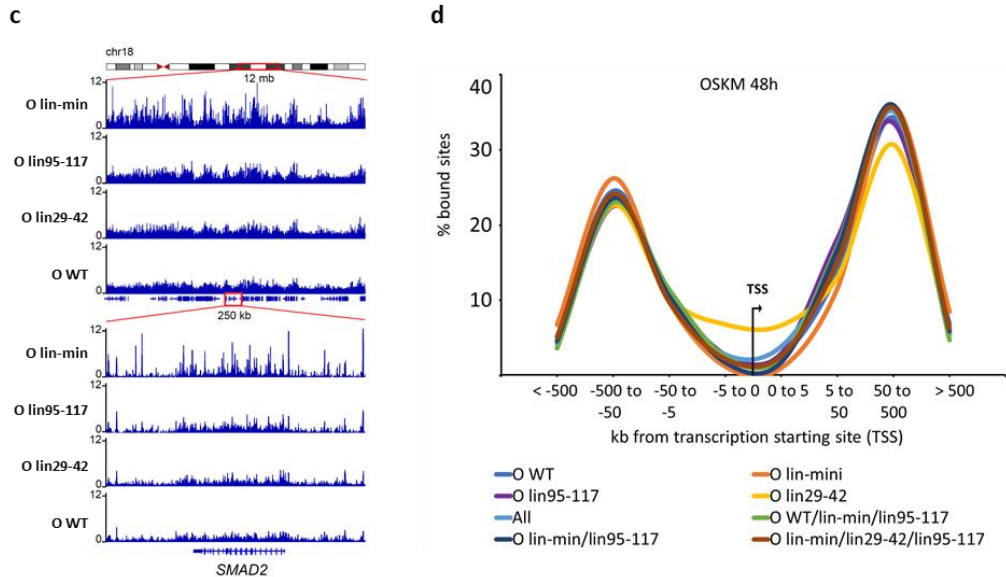 c
chr18
12 mb
12
O lin-min
0
12
O lin95-117
0
12
O lin29-42
0
12
O WT
0
250 kb
12
O lin-min
0
12
O lin95-117
0
12
O lin29-42
0
12
O WT
0
SMAD2
d
OSKM 48h
40
30
20
10
% bound sites
TSS
< -500 -500 to -50 to -5 to 0 0 to 5 5 to 50 to > 500
-50 -5 50 500
kb from transcription starting site (TSS)
O WT O lin-mini
O lin95-117 O lin29-42
All O WT/lin-min/lin95-117
O lin-min/lin95-117 O lin-min/lin29-42/lin95-117